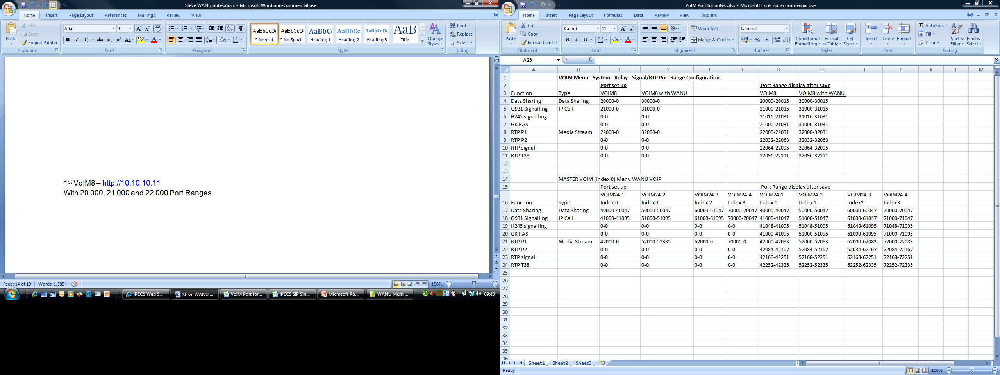 Steve WANU notes.docx - Microsoft Word non-commercial use
Home Insert Page Layout References Mailings Review View
Paste
Cut
Copy
Format Painter
Clipboard
Arial 9
Font
Paragraph
AaBbCcDc AaBbCcDc AaBbCc AaBbCc AaBbCcDd AaB
¶ Normal ¶ No Spaci... Heading 1 Heading 2 Heading 3 Title
Change Styles
Styles
Find
Replace
Select
Editing
1st VoIM8 – http://10.10.10.11
With 20 000, 21 000 and 22 000 Port Ranges
Page: 14 of 19 Words: 1,585 156%
iPECS Web S... Steve WANU ... VoIM Port for... iPECS SIP Sin... Microsoft Po... WANU Multi ... 09:43
VoIM Port for notes .xlsx - Microsoft Excel non-commercial use
Home Insert Page Layout Formulas Data Review View Add-Ins
Paste
Cut
Copy
Format Painter
Clipboard
Calibri 11
Font
Wrap Text
Merge & Center
Alignment
General
Number
Conditional Formatting Format as Table Cell Styles
Styles
Insert Delete Format
Cells
Σ AutoSum
Fill
Clear
Sort & Filter Find & Select
Editing
A25 fx
A B C D E F G H I J K L M
1 VOIM Menu - System - Relay - Signal/RTP Port Range Configuration
2 Port set up Port Range display after save
3 Function Type VOIM8 VOIM8 with WANU VOIM8 VOIM8 with WANU
4 Data Sharing Data Sharing 20000-0 30000-0 20000-20015 30000-30015
5 Q931 Signalling IP Call 21000-0 31000-0 21000-21015 31000-31015
6 H245 signalling 0-0 0-0 21016-21031 31016-31031
7 GK RAS 0-0 0-0 21000-21031 31000-31031
8 RTP P1 Media Stream 22000-0 32000-0 22000-22031 32000-32031
9 RTP P2 0-0 0-0 22032-22063 32032-32063
10 RTP signal 0-0 0-0 22064-22095 32064-32095
11 RTP T38 0-0 0-0 22096-22111 32096-32111
12
13
14 MASTER VOIM (index 0) Menu WANU VOIP
15 Port set up Port Range display after save
VOIM24-1 VOIM24-2 VOIM24-3 VOIM24-4 VOIM24-1 VOIM24-2 VOIM24-3 VOIM24-4
16 Function Type Index 0 Index 1 Index 2 Index 3 Index 0 Index 1 Index2 Index3
17 Data Sharing Data Sharing 40000-40047 50000-50047 60000-61047 70000-70047 40000-40047 50000-50047 60000-60047 70000-70047
18 Q931 Signalling IP Call 41000-41095 51000-51095 61000-61095 70000-70047 41000-41047 51000-51047 61000-61047 71000-71047
19 H245 signalling 0-0 0-0 0-0 0-0 41048-41095 51048-51095 61048-61095 71048-71095
20 GK RAS 0-0 0-0 0-0 0-0 41000-41095 51000-51095 61000-61095 71000-71095
21 RTP P1 Media Stream 42000-0 52000-52335 62000-0 70000-0 42000-42083 52000-52083 62000-62083 72000-72083
22 RTP P2 0-0 0-0 0-0 0-0 42084-42167 52084-52167 62084-62167 72084-72167
23 RTP signal 0-0 0-0 0-0 0-0 42168-42251 52168-52251 62168-62251 72168-72251
24 RTP T38 0-0 0-0 0-0 0-0 42252-42335 52252-52335 62252-62335 72252-72335
25
26
27
28
29
30
31
32
33
34
35
36
Sheet1 Sheet2 Sheet3
Ready 100%